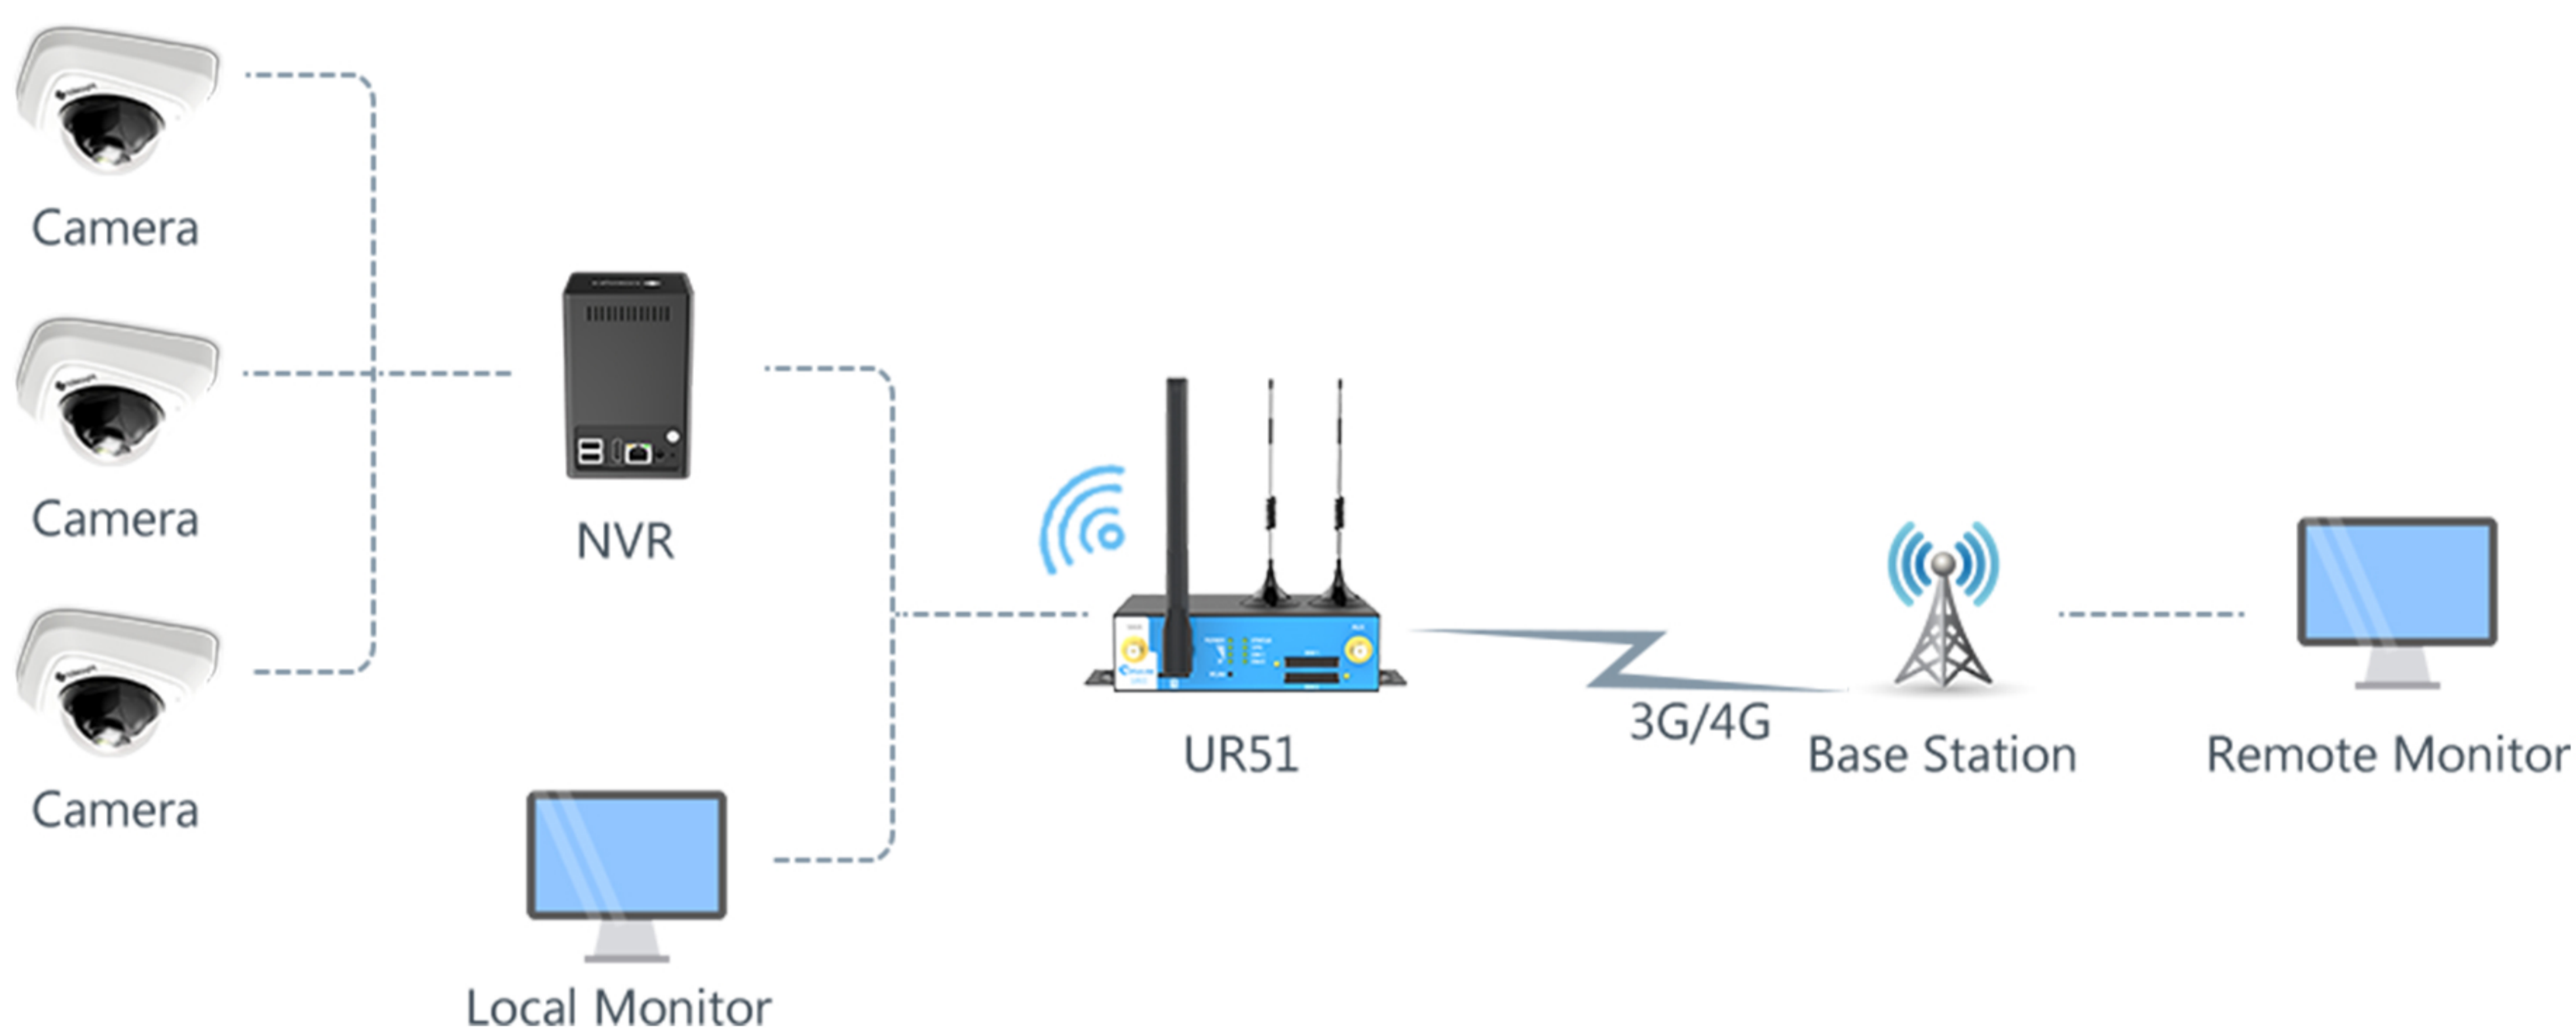 Camera
Camera
Camera
NVR
Local Monitor
UR51
3G/4G
Base Station
Remote Monitor